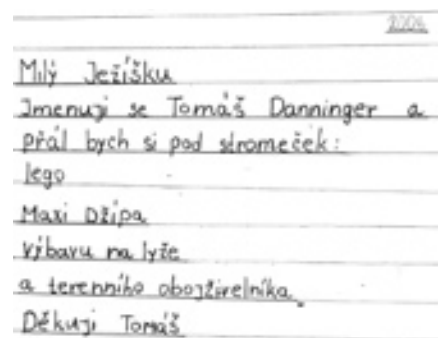 2004
Milý Ježíšku
Jmenuji se Tomáš Danninger a
přál bych si pod stromeček:
lego
Maxi Džípa
Výbavu na lyže
a terenního obojživelníka.
Děkuji Tomáš